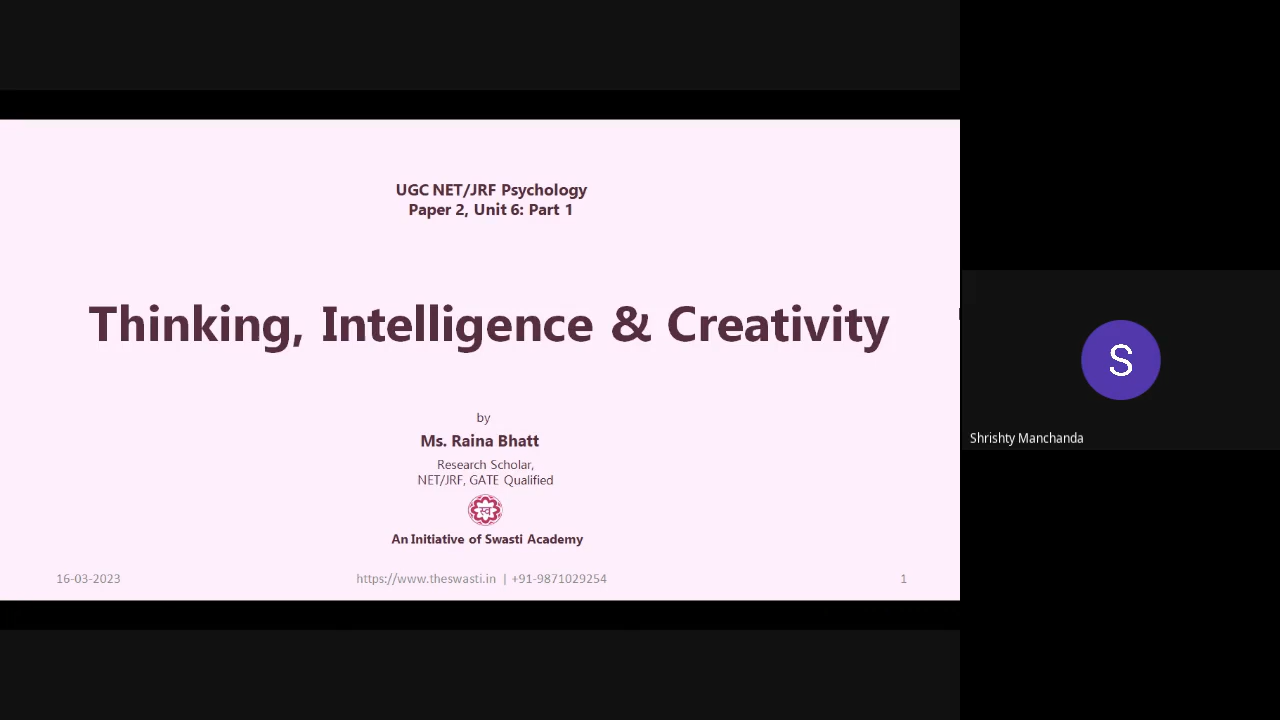 UGC NET/JRF Psychology
Paper 2, Unit 6: Part 1
Thinking, Intelligence & Creativity
by
Ms. Raina Bhatt
Research Scholar,
NET/JRF, GATE Qualified
स्व
An Initiative of Swasti Academy
16-03-2023 https://www.theswasti.in | +91-9871029254 1
S
Shrishty Manchanda